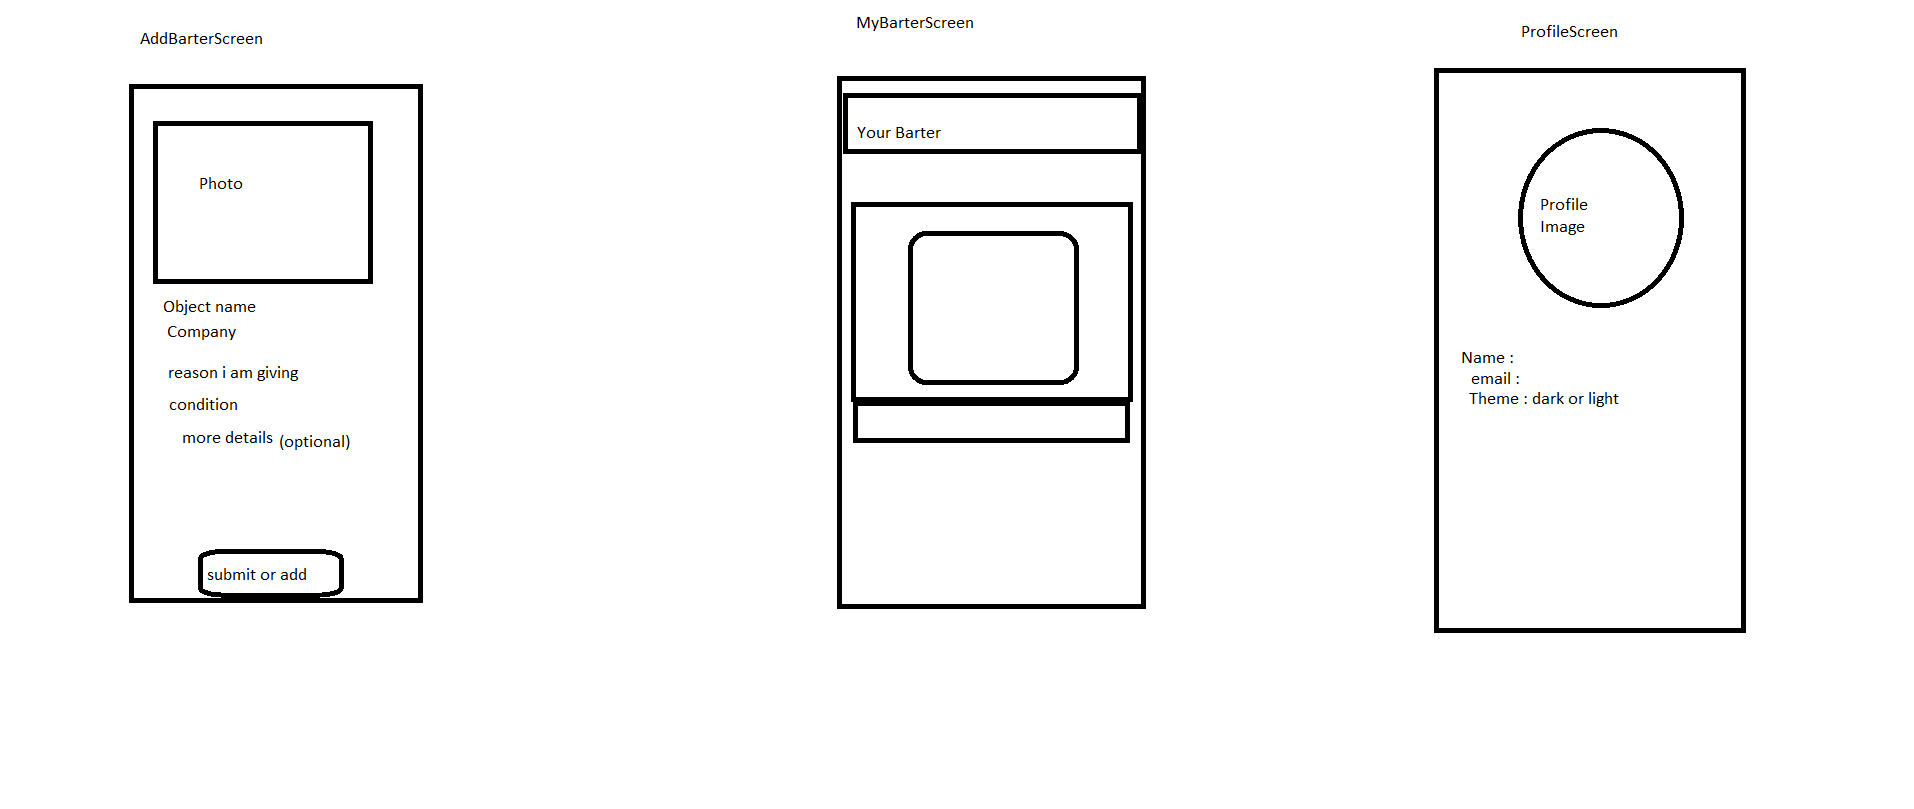 AddBarterScreen
Photo
Object name
Company
reason i am giving
condition
more details (optional)
submit or add
MyBarterScreen
Your Barter
ProfileScreen
Profile
Image
Name :
email :
Theme : dark or light